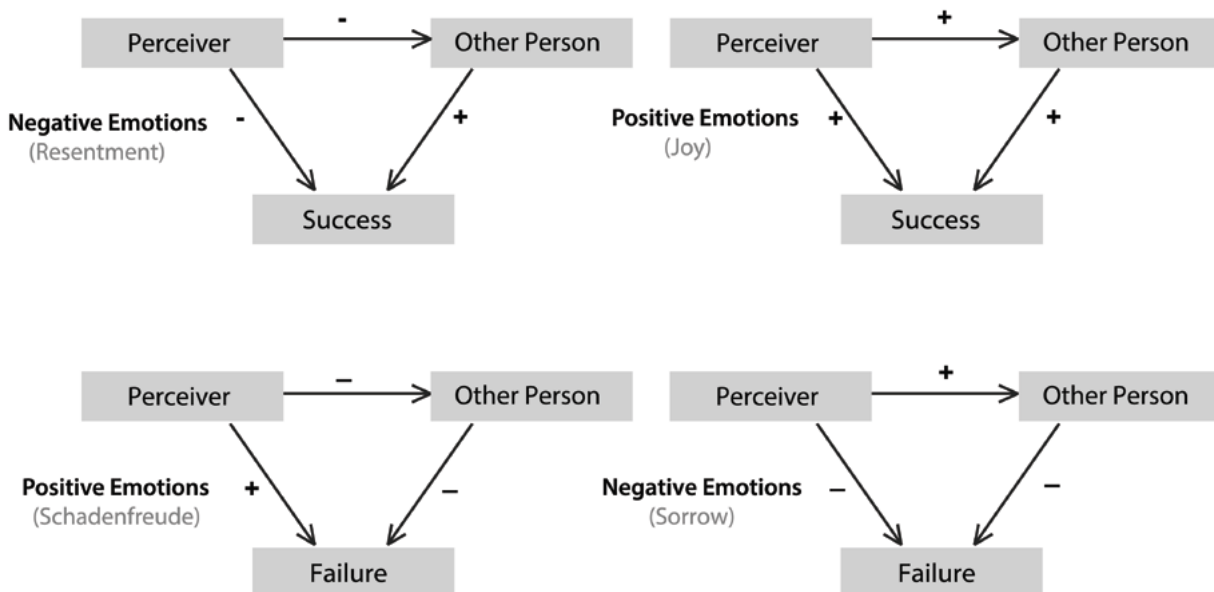 -
Perceiver
Other Person
Negative Emotions
(Resentment)
-
+
Success
+
Perceiver
Other Person
Positive Emotions
(Joy)
+
+
Success
–
Perceiver
Other Person
Positive Emotions
(Schadenfreude)
+
–
Failure
+
Perceiver
Other Person
Negative Emotions
(Sorrow)
–
–
Failure